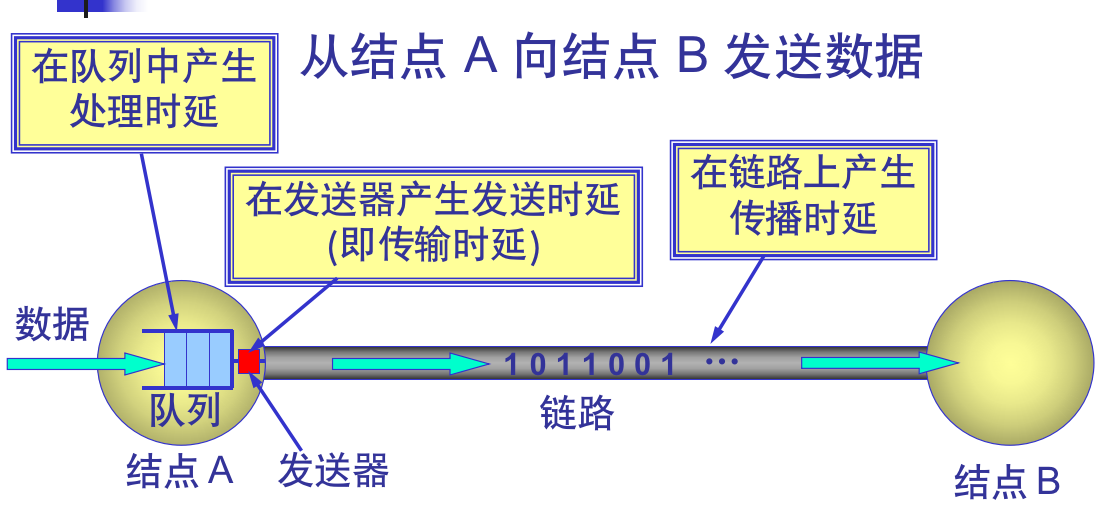 从结点 A 向结点 B 发送数据
在队列中产生
处理时延
在发送器产生发送时延
(即传输时延)
在链路上产生
传播时延
数据
1 0 1 1 0 0 1 …
队列
链路
结点 A
发送器
结点 B